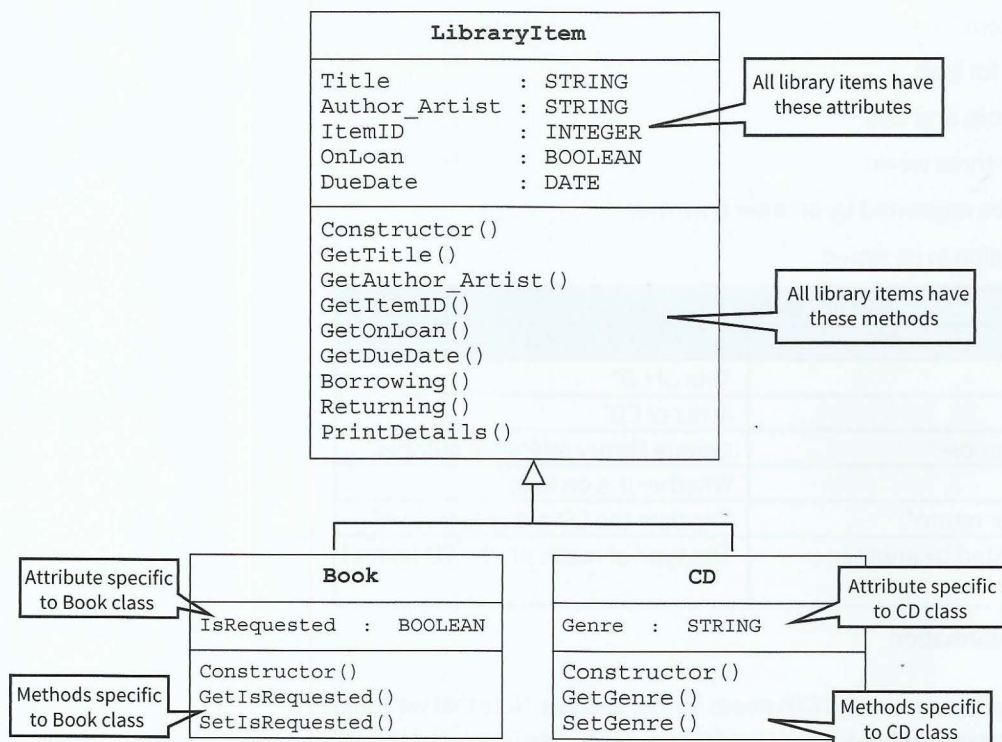 LibraryItem
Title : STRING
Author_Artist : STRING
ItemID : INTEGER
OnLoan : BOOLEAN
DueDate : DATE
All library items have
these attributes
Constructor()
GetTitle()
GetAuthor_Artist()
GetItemID()
GetOnLoan()
GetDueDate()
Borrowing()
Returning()
PrintDetails()
All library items have
these methods
Book
IsRequested : BOOLEAN
Constructor()
GetIsRequested()
SetIsRequested()
Attribute specific
to Book class
Methods specific
to Book class
CD
Genre : STRING
Constructor()
GetGenre()
SetGenre()
Attribute specific
to CD class
Methods specific
to CD class